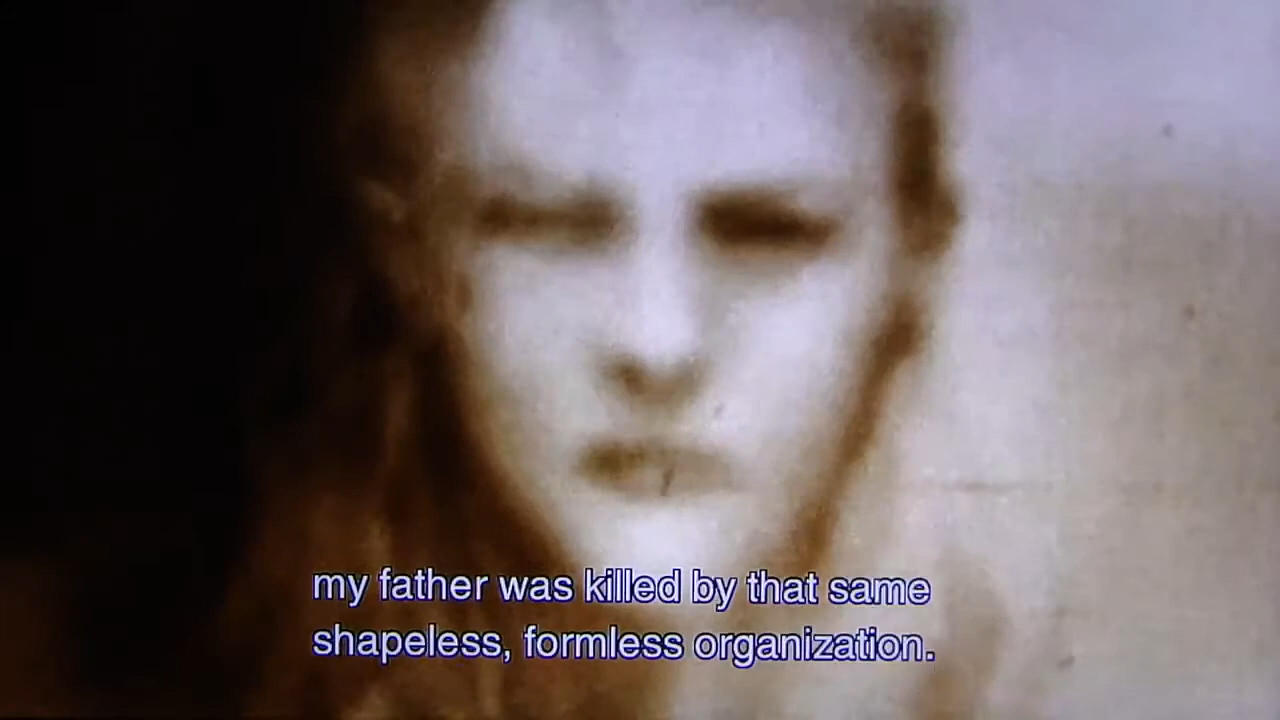 my father was killed by that same
shapeless, formless organization.